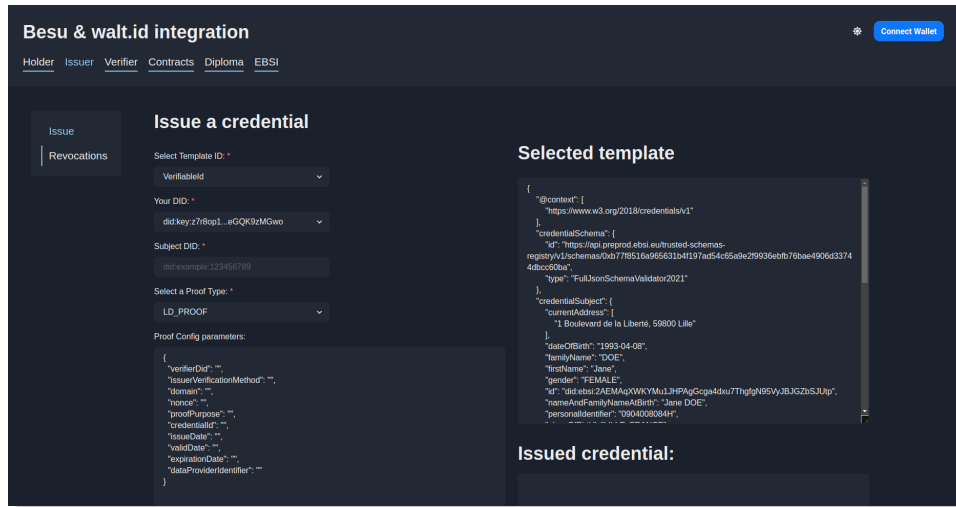 Besu & walt.id integration
Connect Wallet
Holder Issuer Verifier Contracts Diploma EBSI
Issue
Revocations
Issue a credential
Select Template ID: *
VerifiableId
Your DID: *
did:key:z7r8op1...eGQK9zMGwo
Subject DID: *
did:example:123456789
Select a Proof Type: *
LD_PROOF
Proof Config parameters:
{
"verifierDid": "",
"issuerVerificationMethod": "",
"domain": "",
"nonce": "",
"proofPurpose": "",
"credentialId": "",
"issueDate": "",
"validDate": "",
"expirationDate": "",
"dataProviderIdentifier": ""
}
Selected template
{
"@context": [
"https://www.w3.org/2018/credentials/v1"
],
"credentialSchema": {
"id": "https://api.preprod.ebsi.eu/trusted-schemas-
registry/v1/schemas/0xb77f8516a965631b4f197ad54c65a9e2f9936ebfb76bae4906d3374
4dbcc60ba",
"type": "FullJsonSchemaValidator2021"
},
"credentialSubject": {
"currentAddress": [
"1 Boulevard de la Liberté, 59800 Lille"
],
"dateOfBirth": "1993-04-08",
"familyName": "DOE",
"firstName": "Jane",
"gender": "FEMALE",
"id": "did:ebsi:2AEMAqXWKYMu1JHPAgGcga4dxu7ThgfgN95VyJBJGZbSJUtp",
"nameAndFamilyNameAtBirth": "Jane DOE",
"personalIdentifier": "0904008084H",
Issued credential: